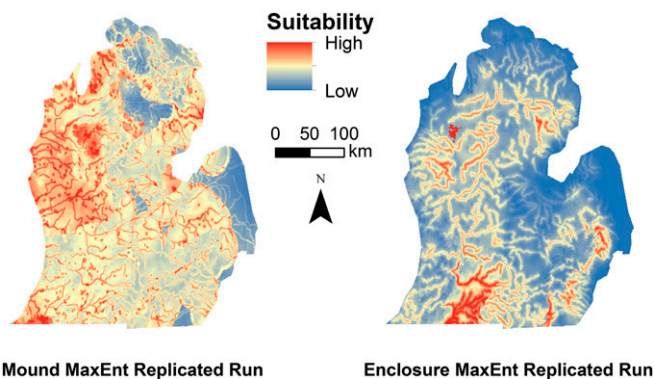 Suitability
High
Low
0 50 100
km
N
Mound MaxEnt Replicated Run
Enclosure MaxEnt Replicated Run